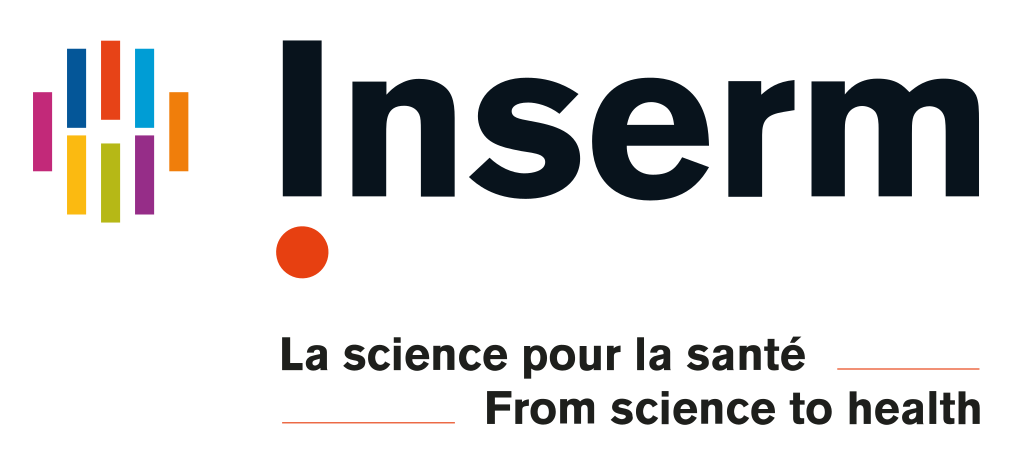 Inserm
La science pour la santé
From science to health